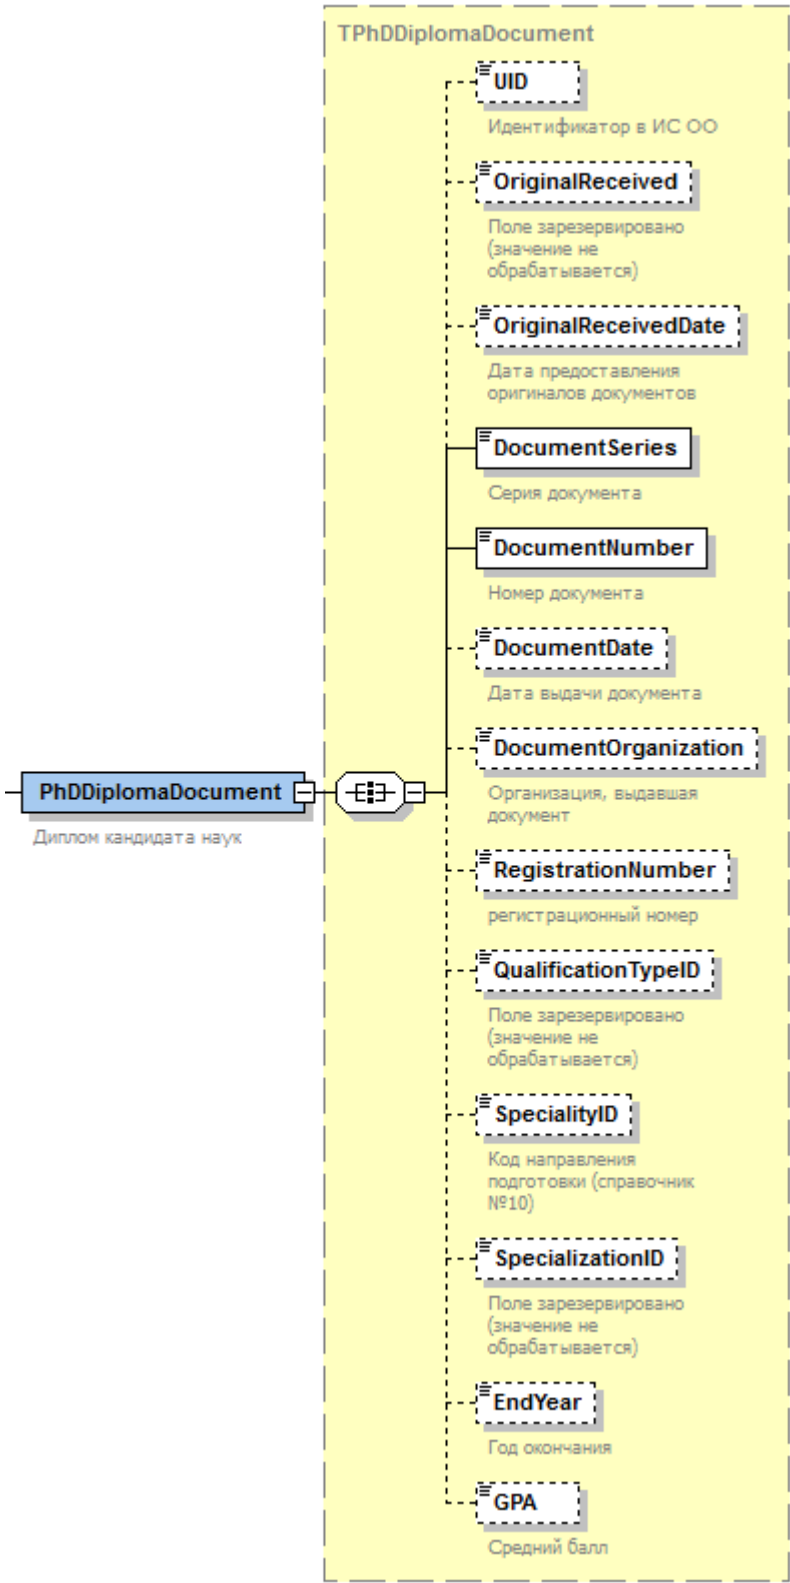 TPhDDiplomaDocument
UID
Идентификатор в ИС ОО
OriginalReceived
Поле зарезервировано
(значение не
обрабатывается)
OriginalReceivedDate
Дата предоставления
оригиналов документов
DocumentSeries
Серия документа
DocumentNumber
Номер документа
DocumentDate
Дата выдачи документа
DocumentOrganization
Организация, выдавшая
документ
PhDDiplomaDocument
Диплом кандидата наук
RegistrationNumber
регистрационный номер
QualificationTypeID
Поле зарезервировано
(значение не
обрабатывается)
SpecialityID
Код направления
подготовки (справочник
№10)
SpecializationID
Поле зарезервировано
(значение не
обрабатывается)
EndYear
Год окончания
GPA
Средний балл